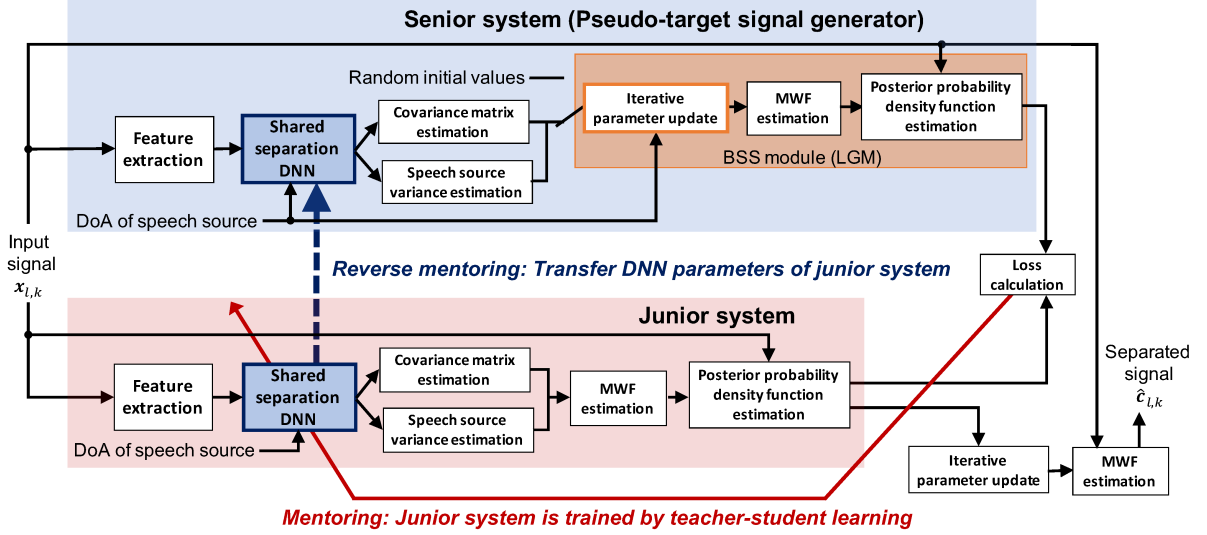 Senior system (Pseudo-target signal generator)
Random initial values
Feature
extraction
Shared
separation
DNN
Covariance matrix
estimation
Speech source
variance estimation
Iterative
parameter update
MWF
estimation
Posterior probability
density function
estimation
BSS module (LGM)
DoA of speech source
Input
signal
𝒙_{l,k}
Reverse mentoring: Transfer DNN parameters of junior system
Loss
calculation
Junior system
Feature
extraction
Shared
separation
DNN
Covariance matrix
estimation
Speech source
variance estimation
MWF
estimation
Posterior probability
density function
estimation
DoA of speech source
Iterative
parameter update
MWF
estimation
Separated
signal
ĉ_{l,k}
Mentoring: Junior system is trained by teacher-student learning